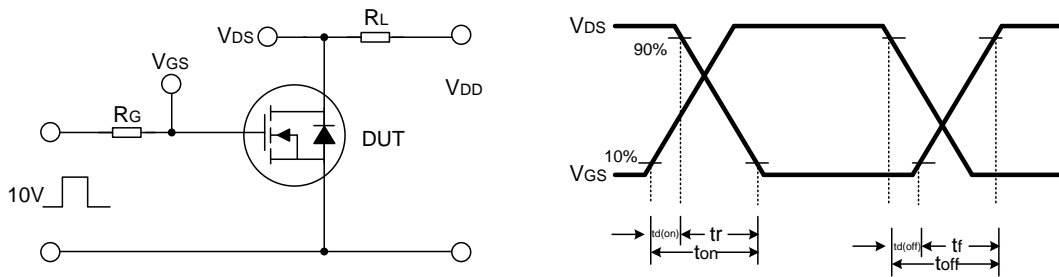 VDS
RL
VGS
VDD
RG
DUT
10V
VDS
90%
10%
VGS
td(on)
tr
ton
td(off)
tf
toff